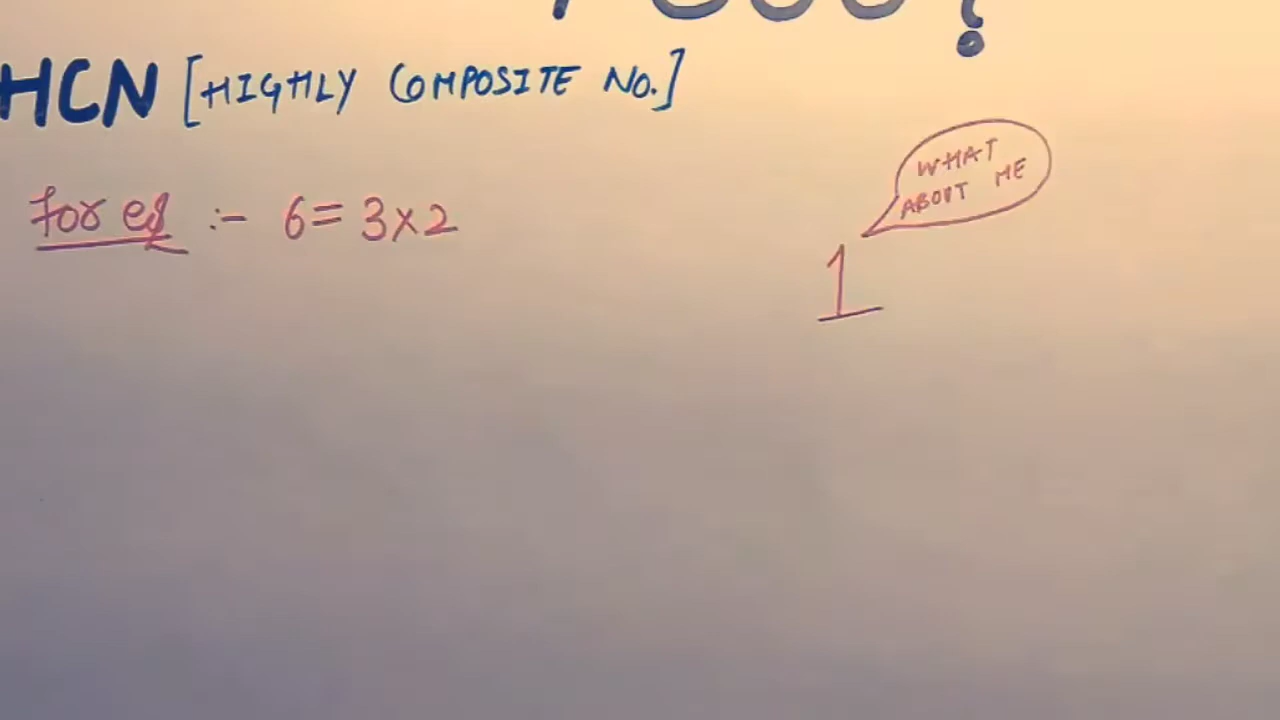 HCN [HIGHLY COMPOSITE NO.]
for eg :- 6 = 3×2
WHAT
ABOUT ME
1